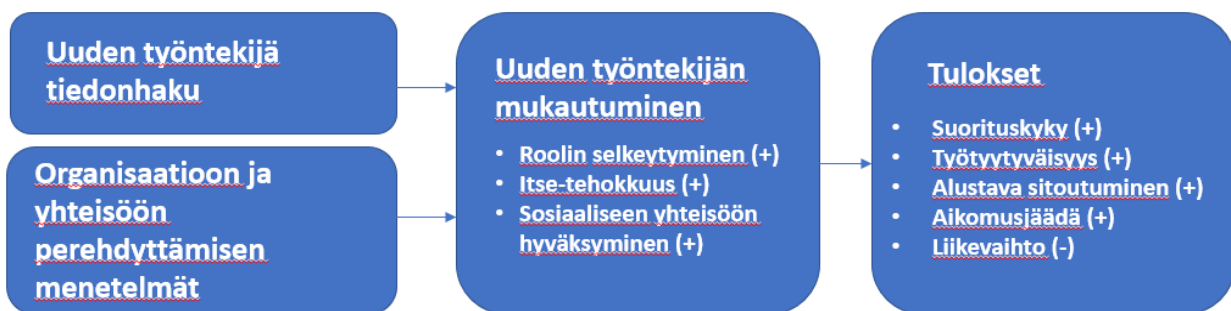 Uuden työntekijä
tiedonhaku
Organisaatioon ja
yhteisöön
perehdyttämisen
menetelmät
Uuden työntekijän
mukautuminen
• Roolin selkeytyminen (+)
• Itse-tehokkuus (+)
• Sosiaaliseen yhteisöön
hyväksyminen (+)
Tulokset
• Suorituskyky (+)
• Työtyytyväisyys (+)
• Alustava sitoutuminen (+)
• Aikomusjäädä (+)
• Liikevaihto (-)